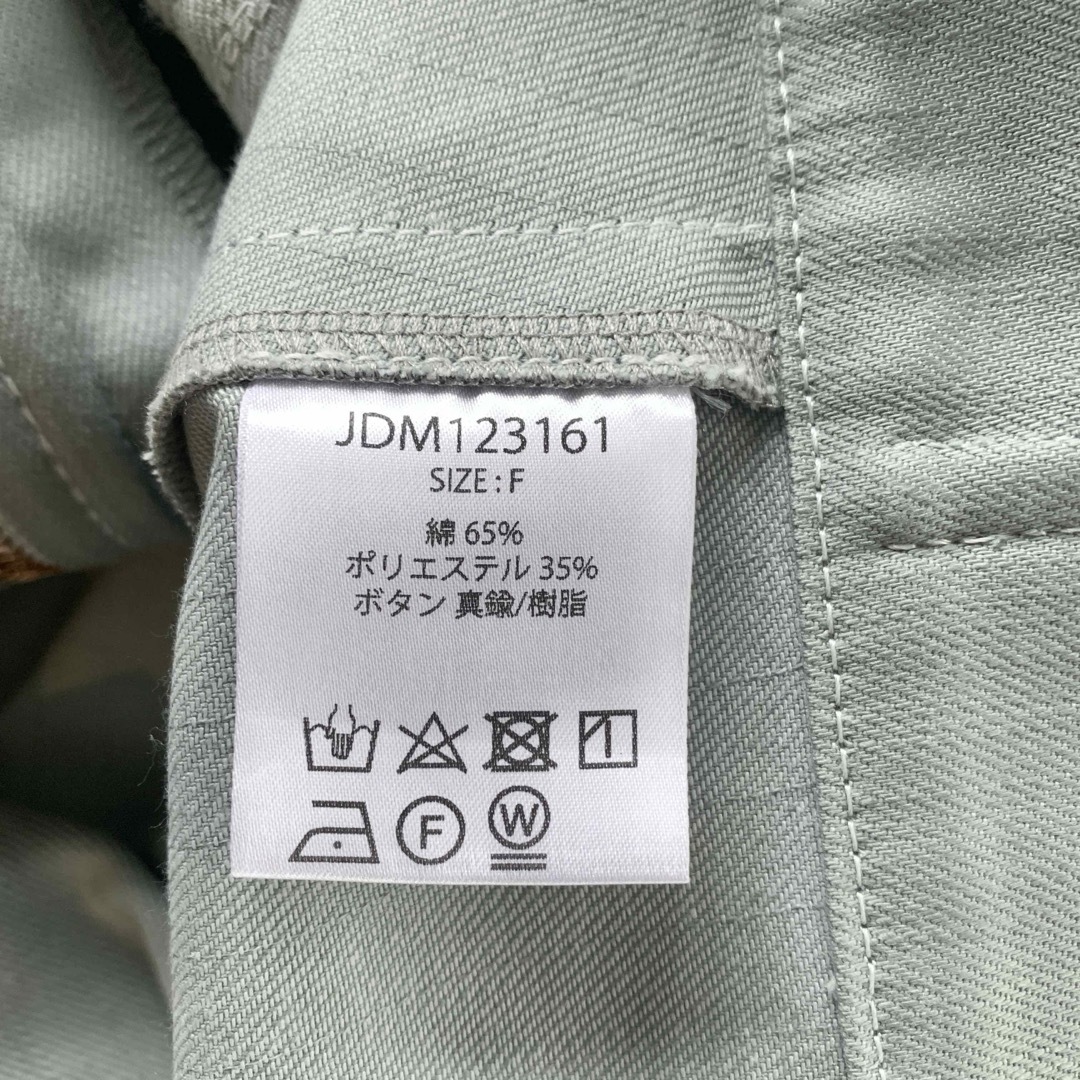 JDM123161
SIZE : F
綿 65%
ポリエステル 35%
ボタン 真鍮/樹脂
F
W